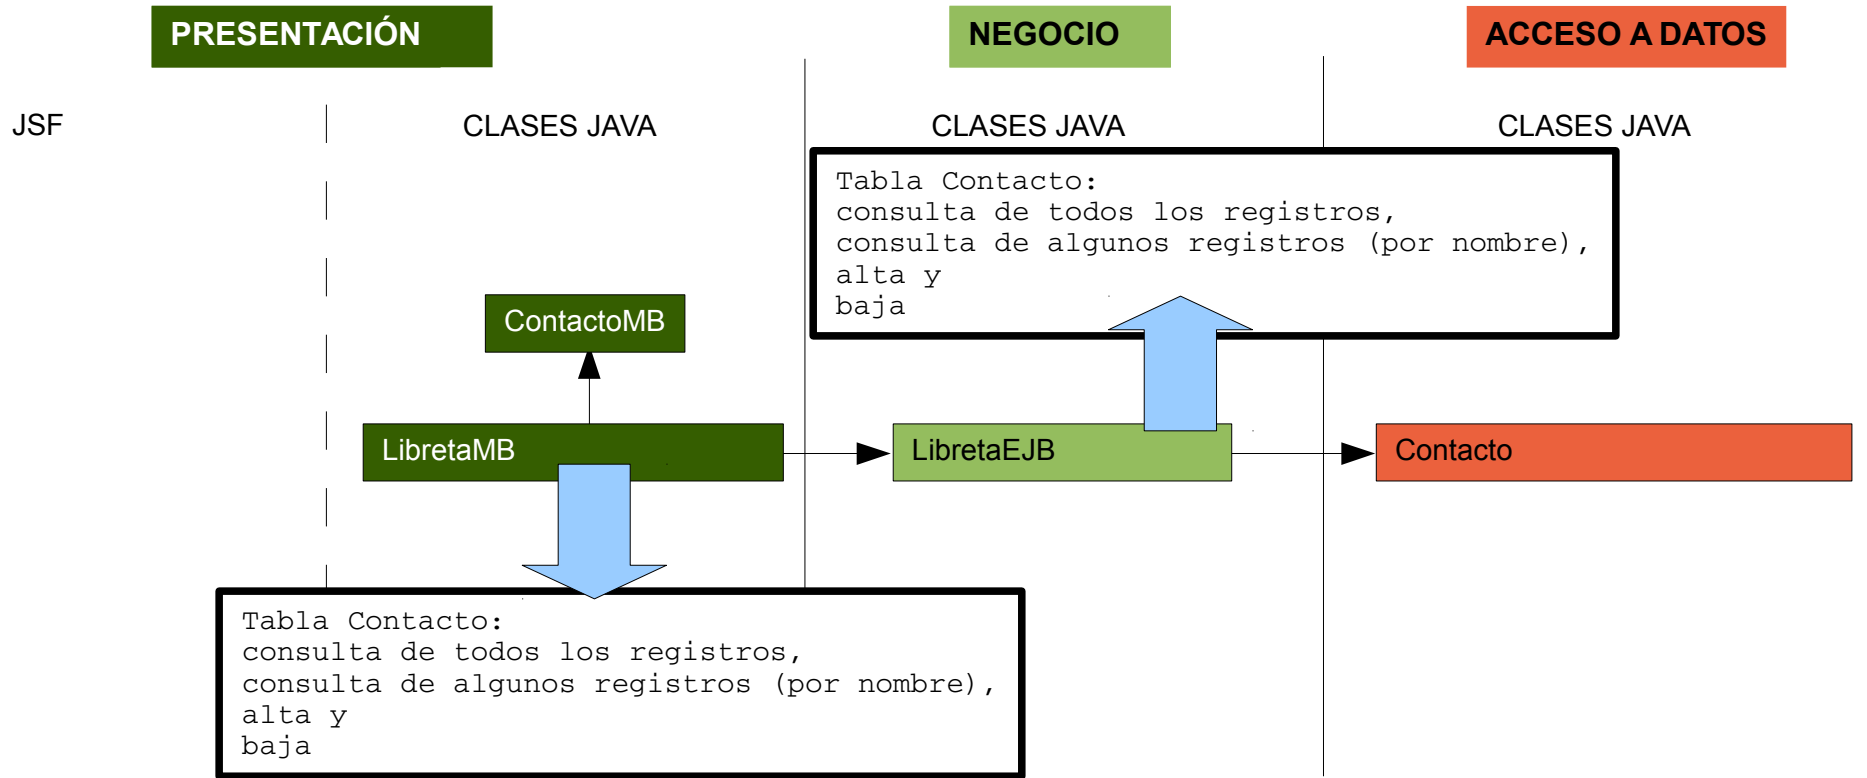 PRESENTACIÓN
NEGOCIO
ACCESO A DATOS
JSF
CLASES JAVA
CLASES JAVA
CLASES JAVA
Tabla Contacto:
consulta de todos los registros,
consulta de algunos registros (por nombre),
alta y
baja
ContactoMB
LibretaMB
LibretaEJB
Contacto
Tabla Contacto:
consulta de todos los registros,
consulta de algunos registros (por nombre),
alta y
baja